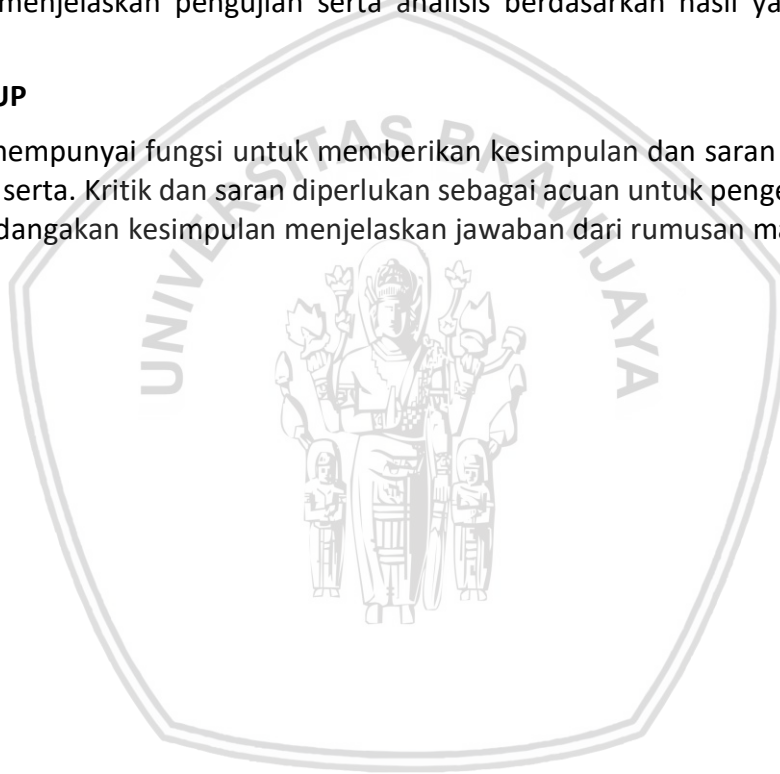 menjelaskan pengujian serta analisis berdasarkan hasil ya
UP
mempunyai fungsi untuk memberikan kesimpulan dan saran
serta. Kritik dan saran diperlukan sebagai acuan untuk penge
dangakan kesimpulan menjelaskan jawaban dari rumusan ma
UNIVERSITAS BRAWIJAYA